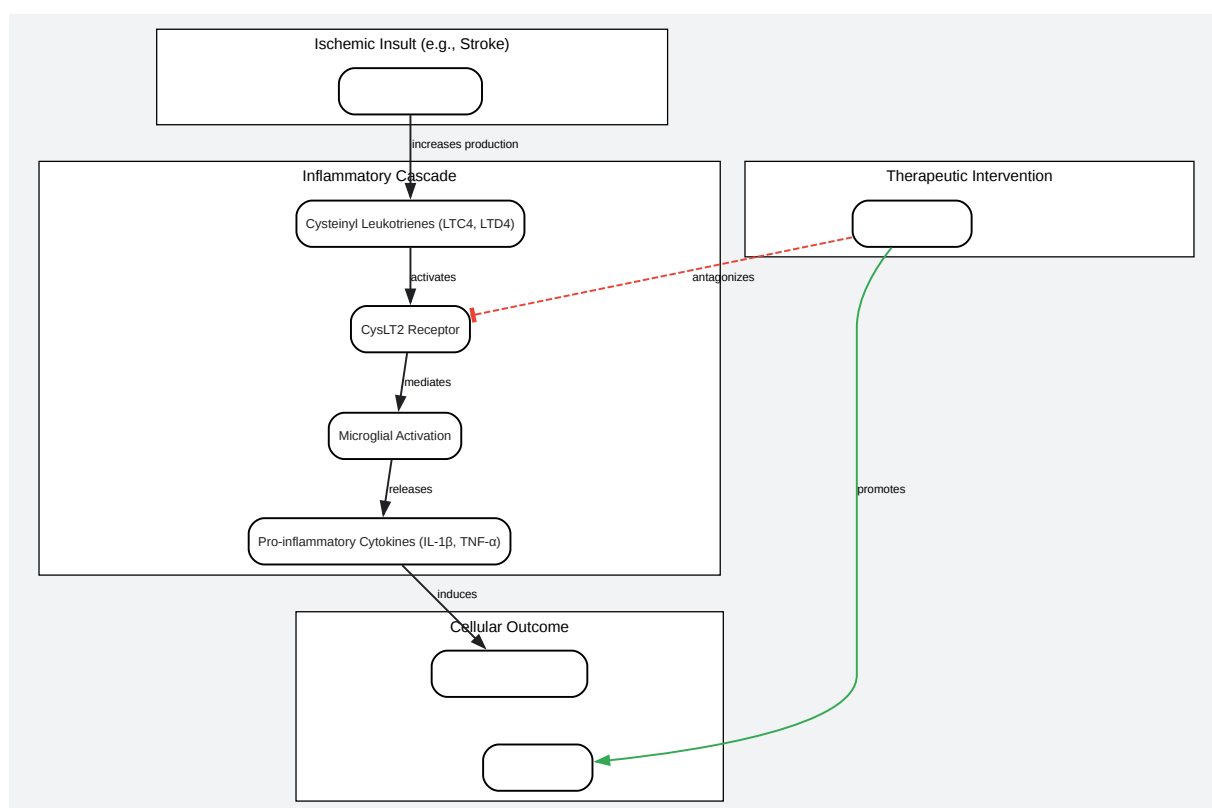 Ischemic Insult (e.g., Stroke)
increases production
Inflammatory Cascade
Therapeutic Intervention
Cysteinyl Leukotrienes (LTC4, LTD4)
activates
antagonizes
CysLT2 Receptor
mediates
Microglial Activation
releases
promotes
Pro-inflammatory Cytokines (IL-1β, TNF-α)
induces
Cellular Outcome